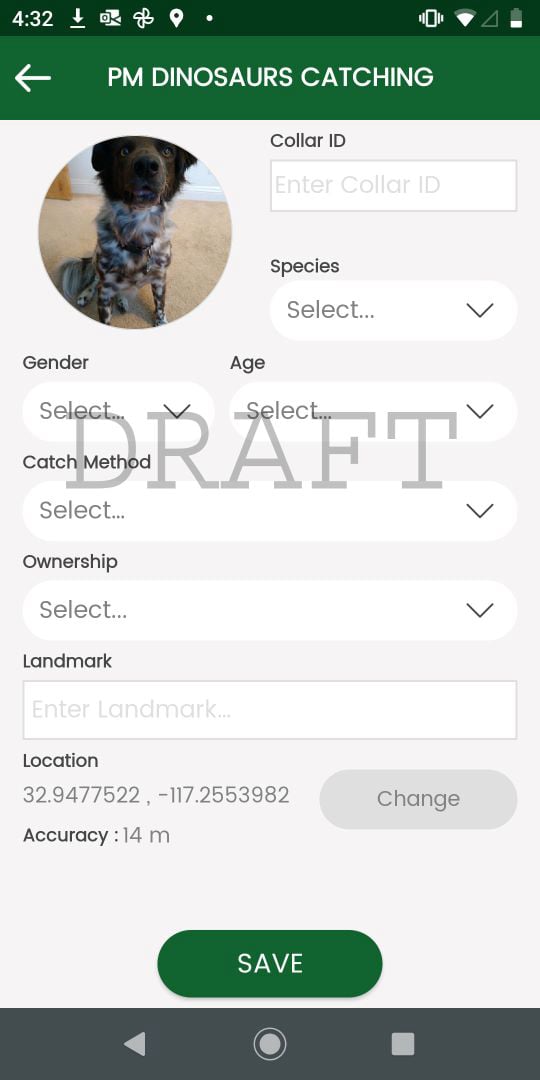 4:32
PM DINOSAURS CATCHING
Collar ID
Enter Collar ID
Species
Select...
Gender
Age
Select...
Select...
DRAFT
Catch Method
Select...
Ownership
Select...
Landmark
Enter Landmark...
Location
32.9477522 , -117.2553982
Change
Accuracy : 14 m
SAVE